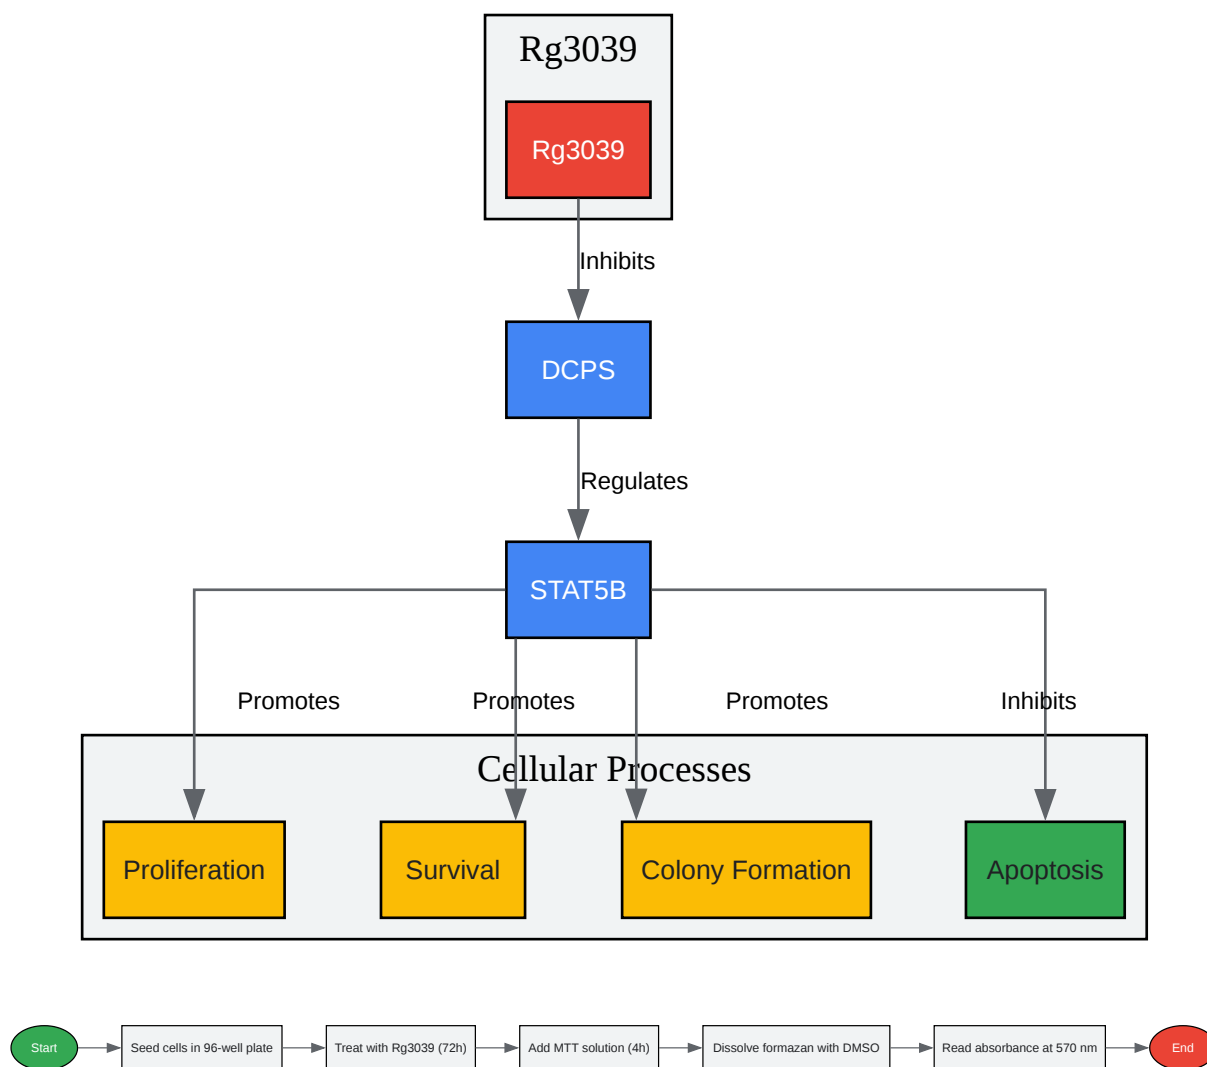 Rg3039
Rg3039
Inhibits
DCPS
Regulates
STAT5B
Promotes
Promotes
Promotes
Inhibits
Cellular Processes
Proliferation
Survival
Colony Formation
Apoptosis
Start
Seed cells in 96-well plate
Treat with Rg3039 (72h)
Add MTT solution (4h)
Dissolve formazan with DMSO
Read absorbance at 570 nm
End